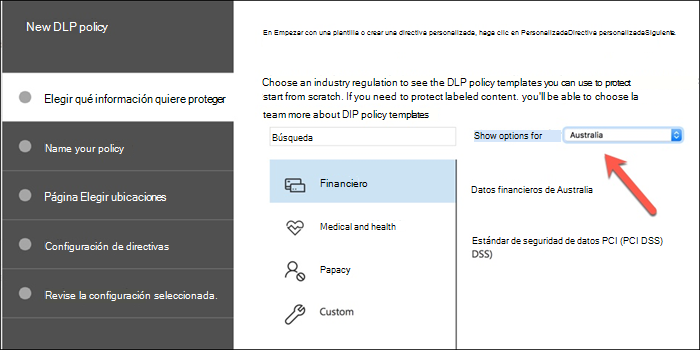 New DLP policy
Elegir qué información quiere proteger
Name your policy
Página Elegir ubicaciones
Configuración de directivas
Revise la configuración seleccionada.
En Empezar con una plantilla o crear una directiva personalizada, haga clic en PersonalizadaDirectiva personalizadaSiguiente.
Choose an industry regulation to see the DLP policy templates you can use to protect
start from scratch. If you need to protect labeled content. you'll be able to choose la
team more about DIP policy templates
Búsqueda
Show options for
Australia
Financiero
Medical and health
Papacy
Custom
Datos financieros de Australia
Estándar de seguridad de datos PCI (PCI DSS)
DSS)